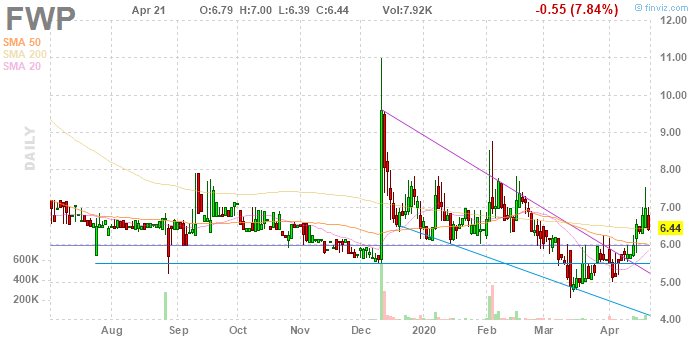 FWP Apr 21 O:6.79 H:7.00 L:6.39 C:6.44 Vol:7.92K -0.55 (7.84%) © finviz.com
SMA 50
SMA 200
SMA 20
DAILY
12.00
11.00
10.00
9.00
8.00
7.00
6.44
6.00
5.00
4.00
600K
400K
200K
Aug Sep Oct Nov Dec 2020 Feb Mar Apr